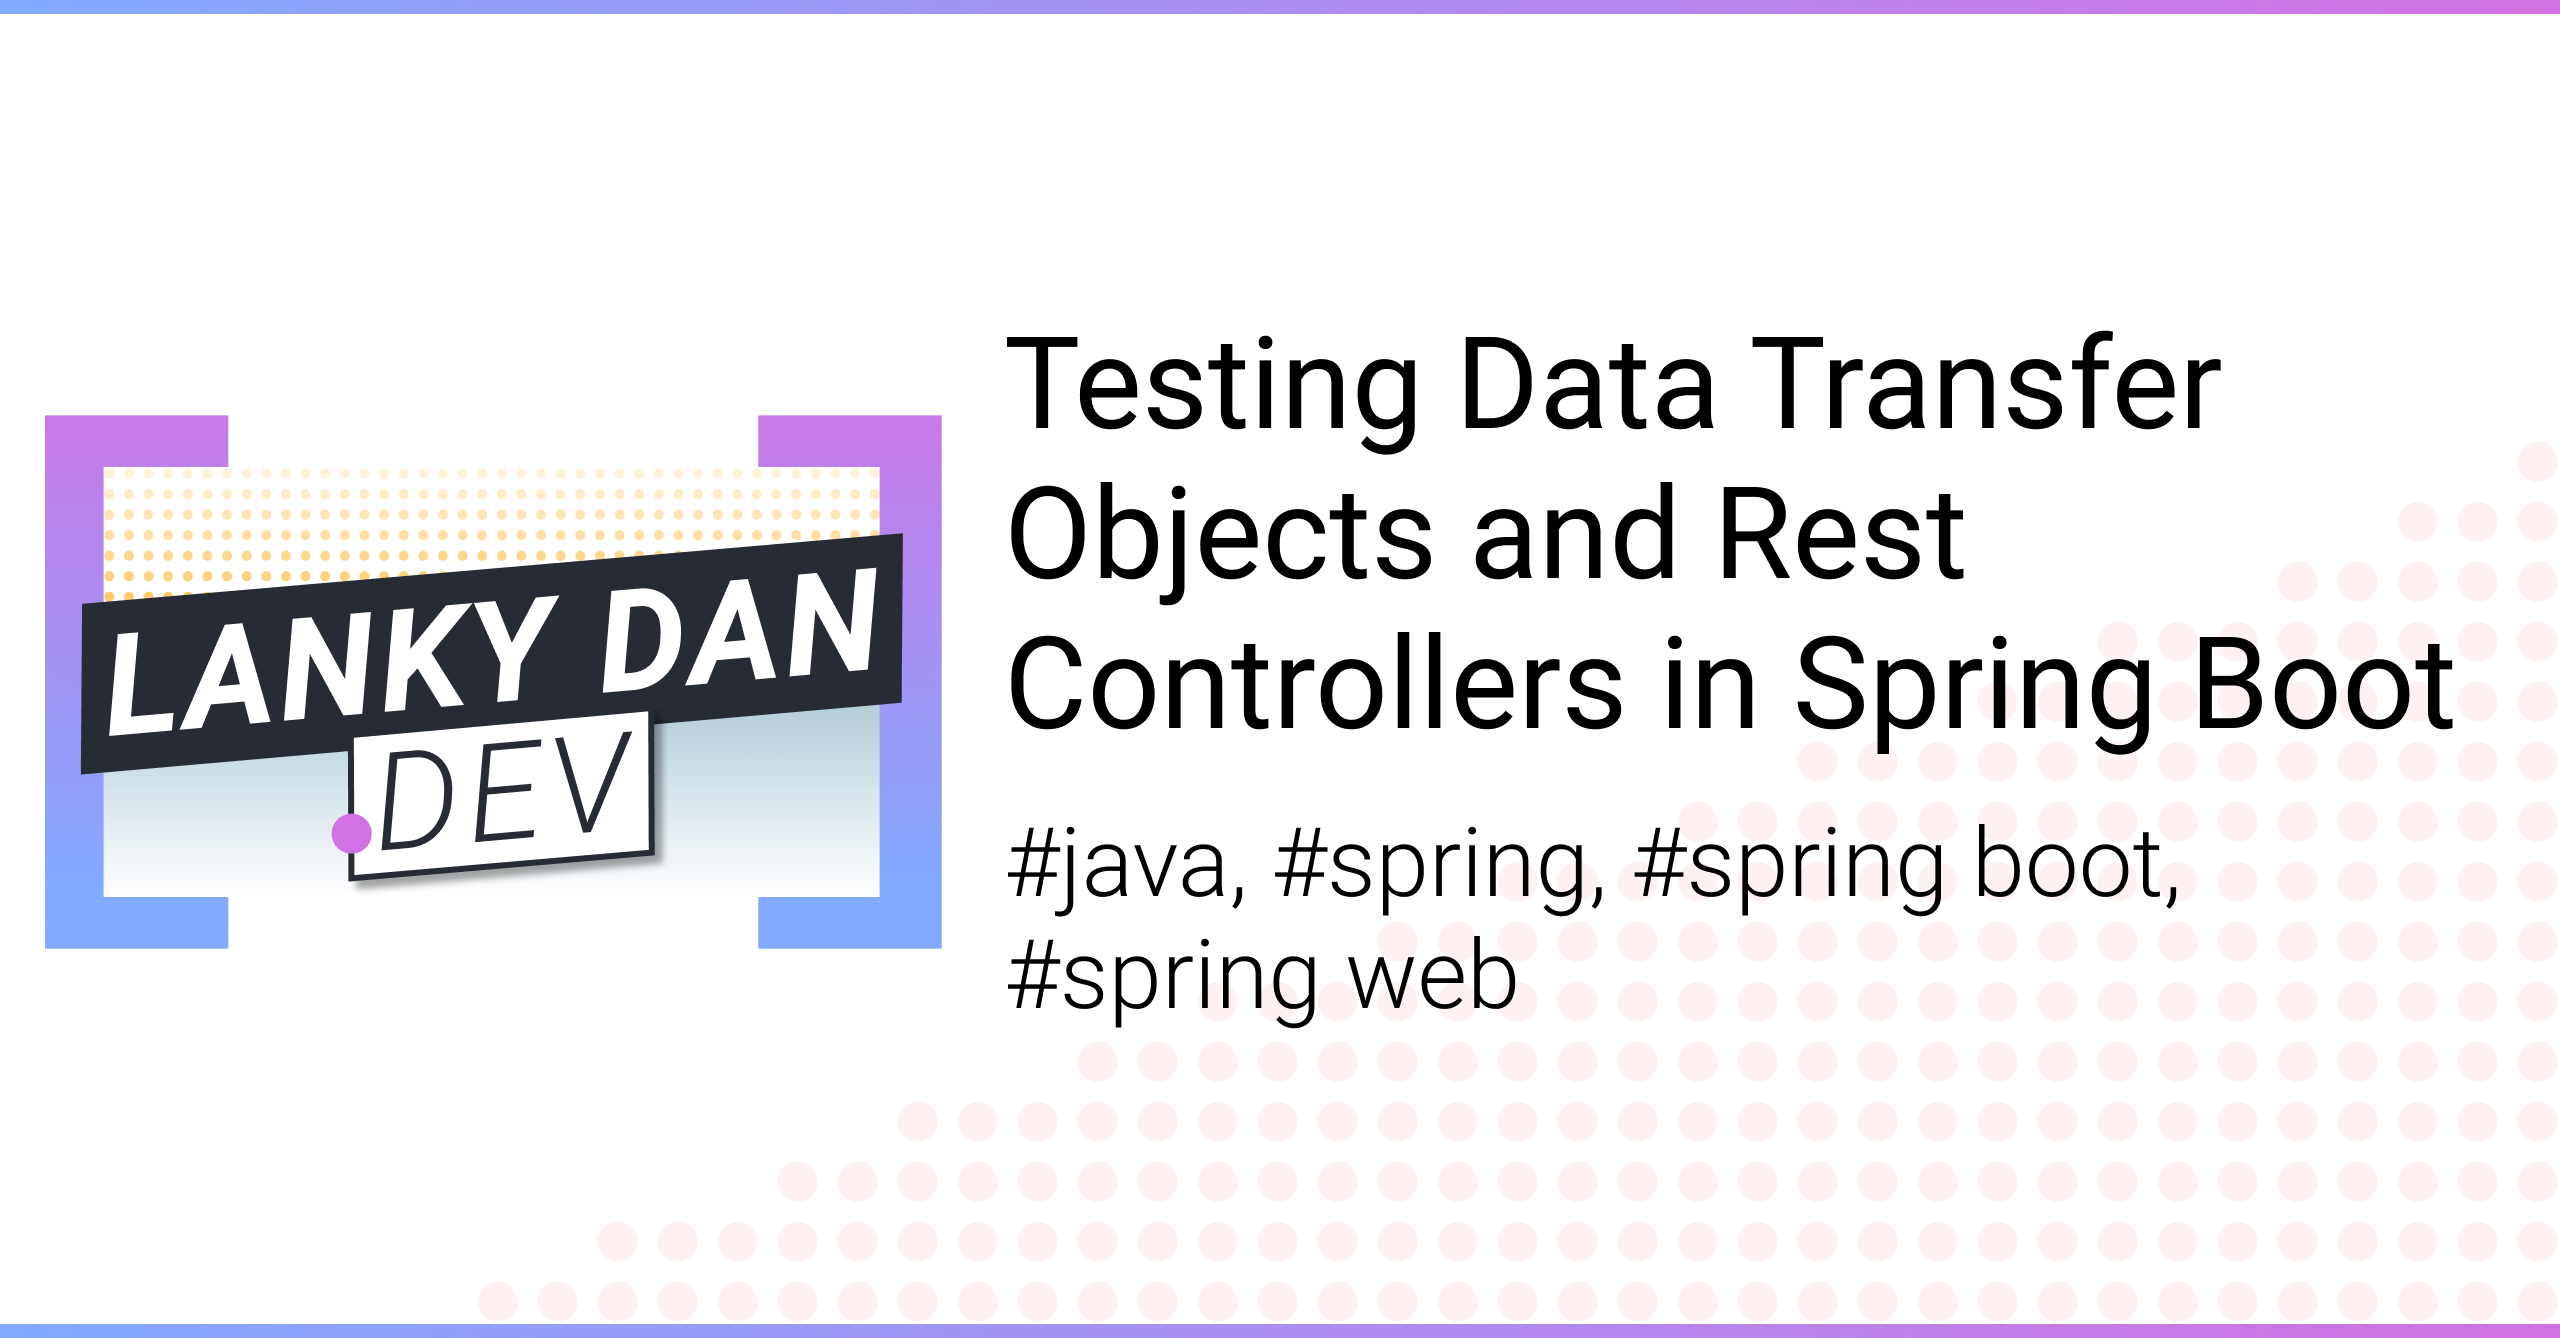 LANKY DAN
.DEV
Testing Data Transfer
Objects and Rest
Controllers in Spring Boot
#java, #spring, #spring boot,
#spring web